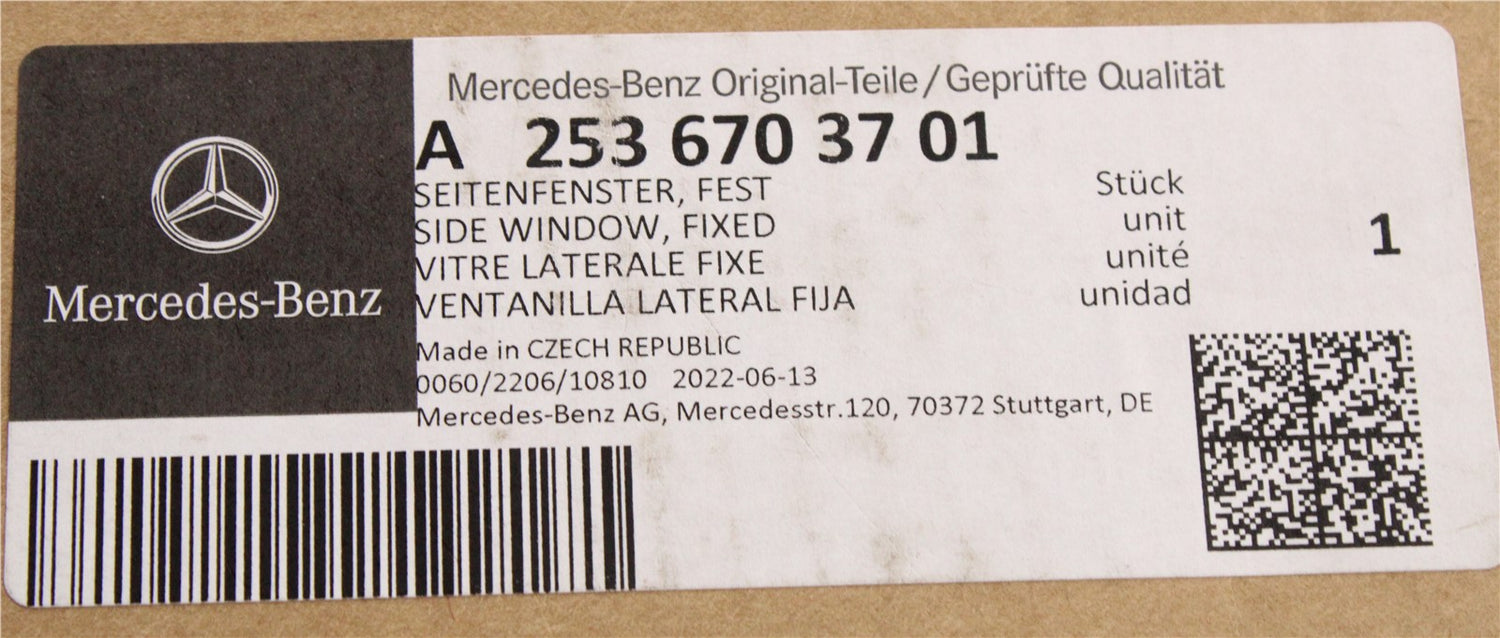 Mercedes-Benz
Mercedes-Benz Original-Teile/Geprüfte Qualität
A 253 670 37 01
SEITENFENSTER, FEST Stück
SIDE WINDOW, FIXED unit
VITRE LATERALE FIXE unité
VENTANILLA LATERAL FIJA unidad
1
Made in CZECH REPUBLIC
0060/2206/10810 2022-06-13
Mercedes-Benz AG, Mercedesstr.120, 70372 Stuttgart, DE